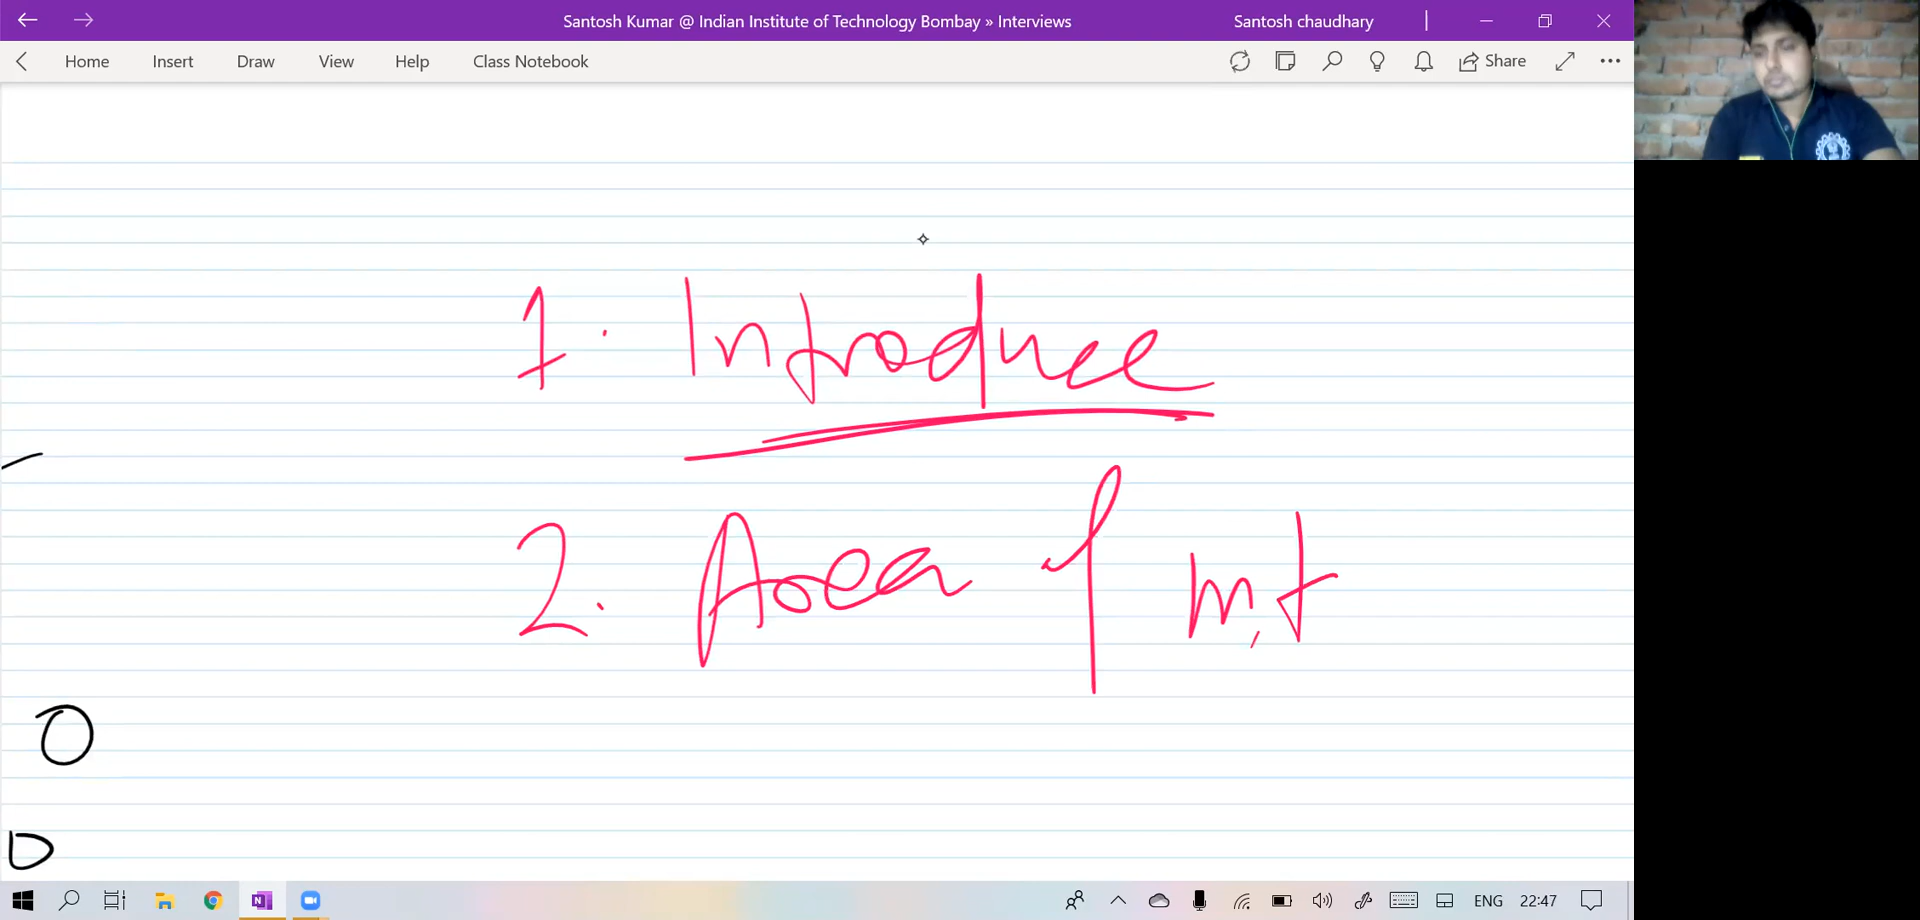 Santosh Kumar @ Indian Institute of Technology Bombay » Interviews
Santosh chaudhary
Home Insert Draw View Help Class Notebook
Share
1. Introduce
2. Area of int
O
D
ENG 22:47